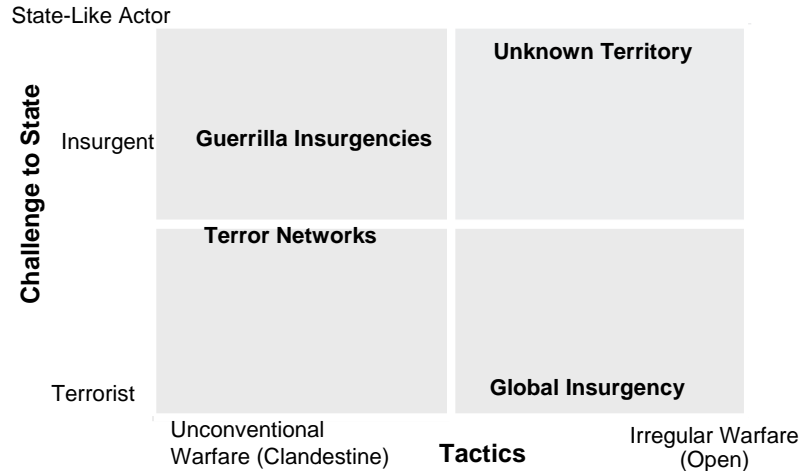 State-Like Actor
Unknown Territory
Challenge to State
Insurgent
Guerrilla Insurgencies
Terror Networks
Terrorist
Global Insurgency
Unconventional
Warfare (Clandestine)
Tactics
Irregular Warfare
(Open)